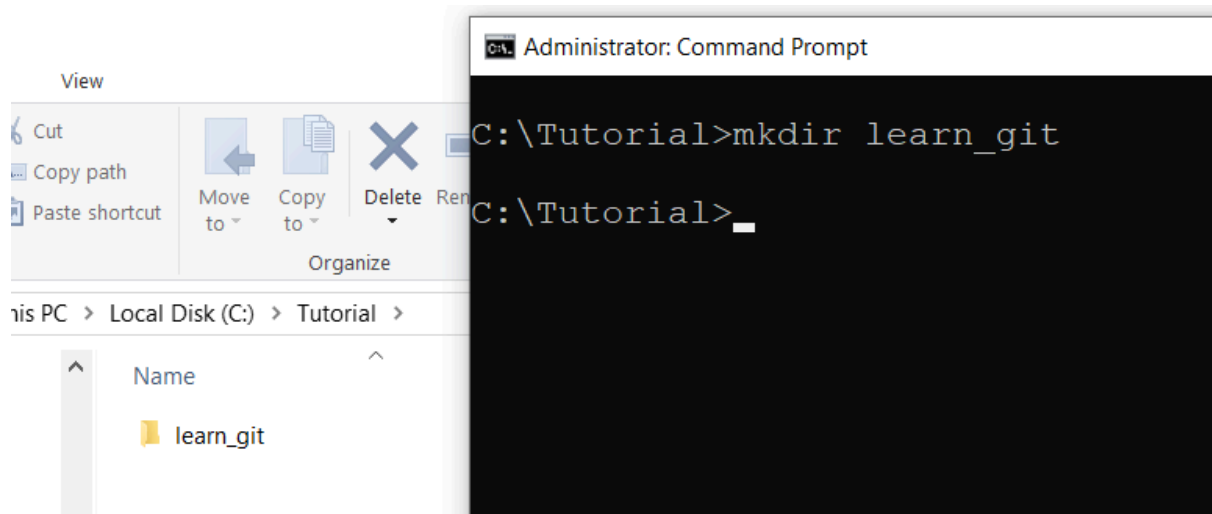 View
Cut
Copy path
Paste shortcut
Move to
Copy to
Delete
Organize
Local Disk (C:)
Tutorial
Name
learn_git
Administrator: Command Prompt
C:\Tutorial>mkdir learn_git
C:\Tutorial>